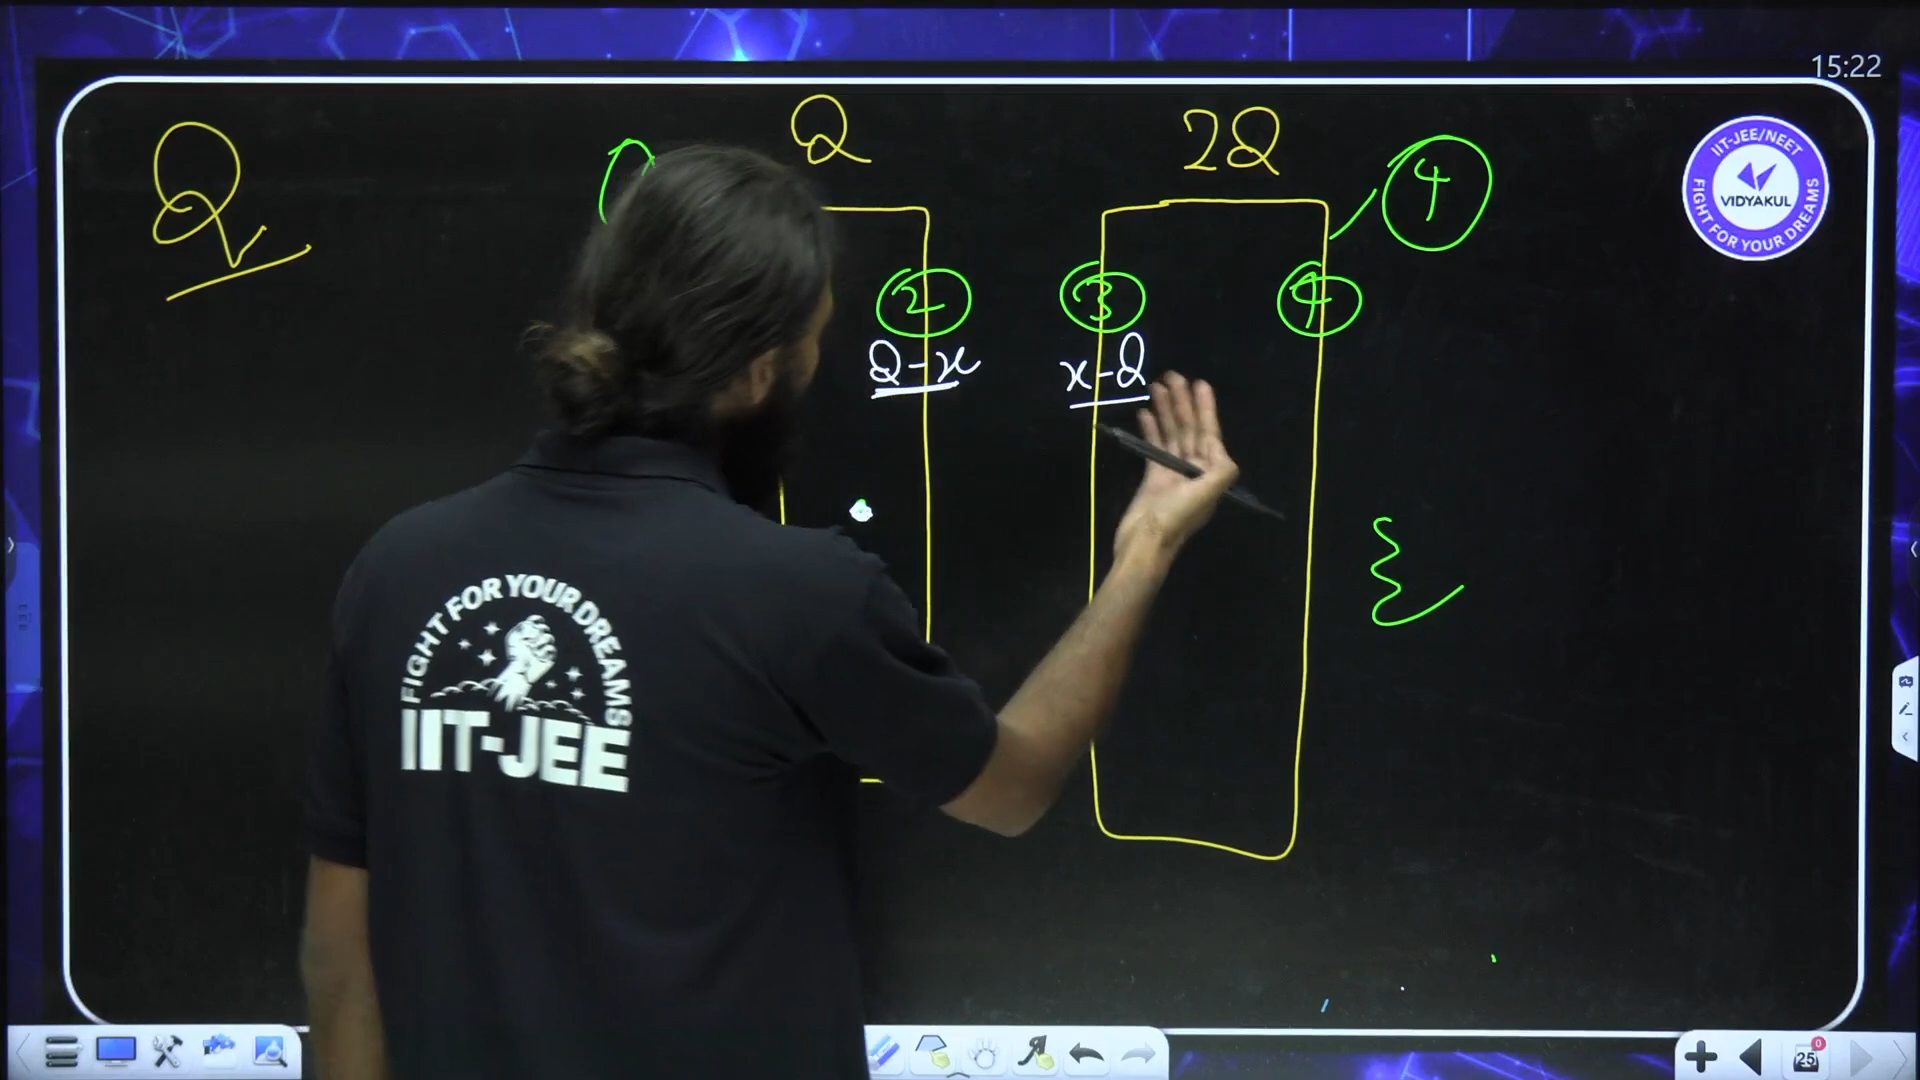 15:22
Q
Q
2Q
4
IIT-JEE/NEET
VIDYAKUL
FIGHT FOR YOUR DREAMS
2
3
4
Q-x
x-Q
FIGHT FOR YOUR DREAMS
IIT-JEE
25
0